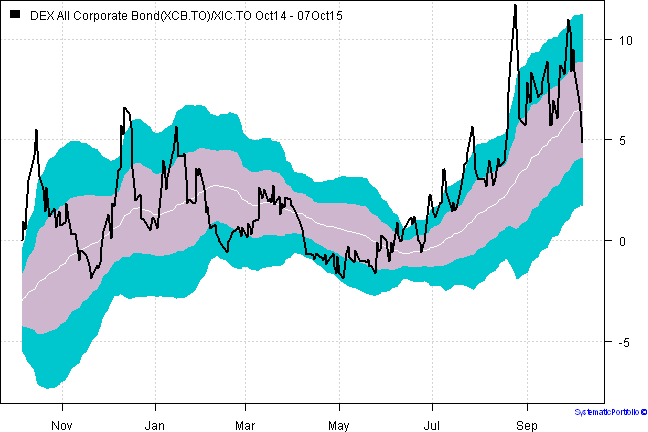 DEX All Corporate Bond(XCB.TO)/XIC.TO Oct14 - 07Oct15
10
5
0
-5
Nov Jan Mar May Jul Sep
SystematicPortfolio ©